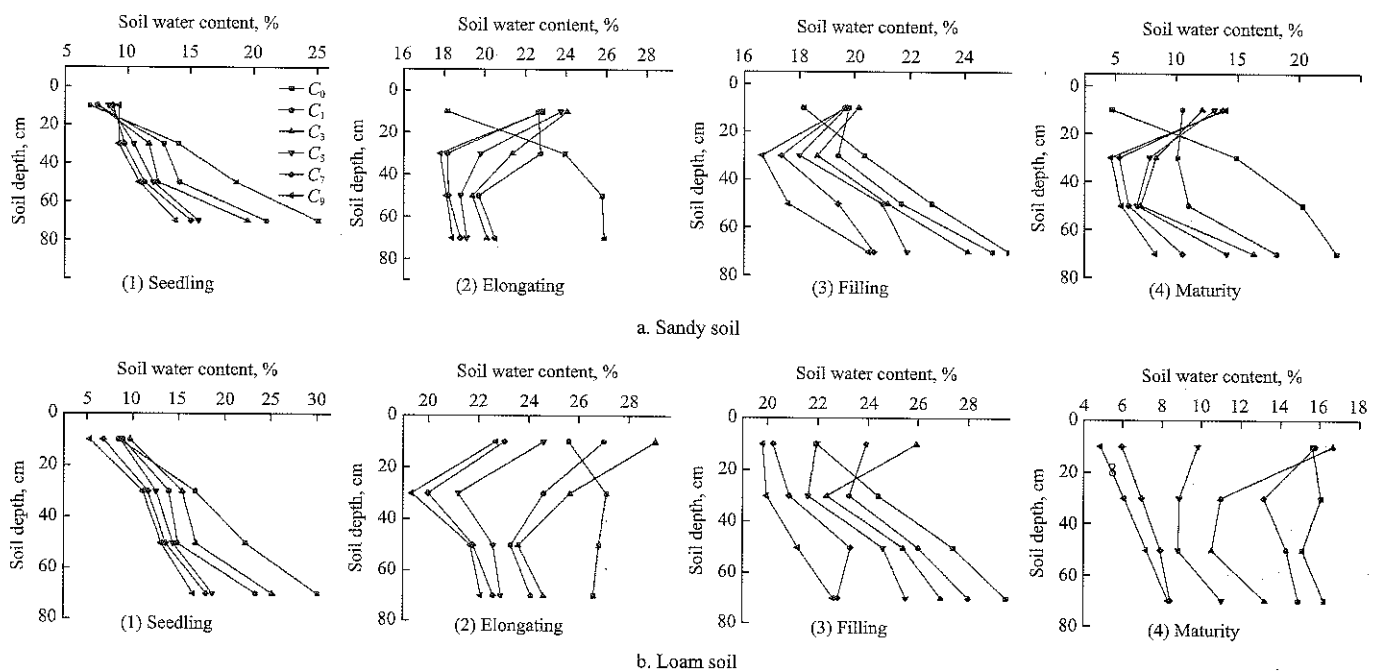 Soil water content, %
5 10 15 20 25
Soil depth, cm
0
20
40
60
80
C0
C1
C3
C5
C7
C9
(1) Seedling
Soil water content, %
16 18 20 22 24 26 28
Soil depth, cm
0
20
40
60
80
(2) Elongating
Soil water content, %
16 18 20 22 24
Soil depth, cm
0
20
40
60
80
(3) Filling
Soil water content, %
5 10 15 20
Soil depth, cm
0
20
40
60
80
(4) Maturity
a. Sandy soil
Soil water content, %
5 10 15 20 25 30
Soil depth, cm
0
20
40
60
80
(1) Seedling
Soil water content, %
20 22 24 26 28
Soil depth, cm
0
20
40
60
80
(2) Elongating
Soil water content, %
20 22 24 26 28
Soil depth, cm
0
20
40
60
80
(3) Filling
Soil water content, %
4 6 8 10 12 14 16 18
Soil depth, cm
0
20
40
60
80
(4) Maturity
b. Loam soil